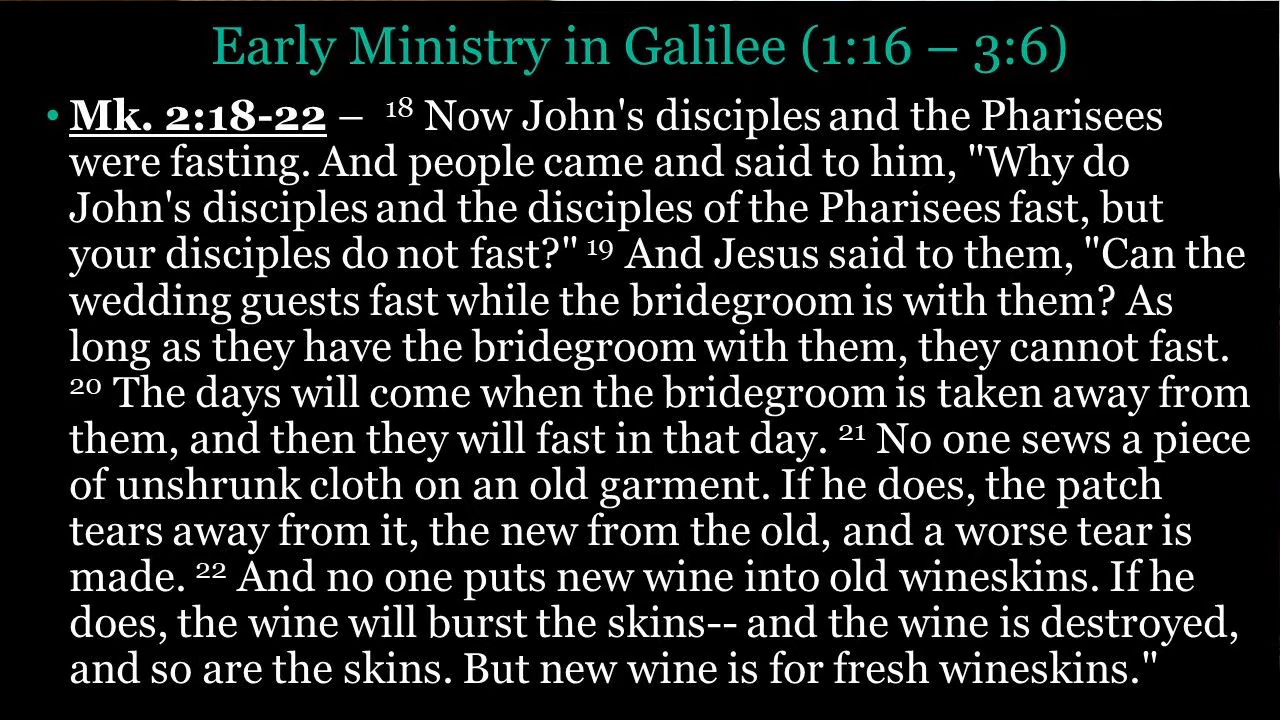 Early Ministry in Galilee (1:16 – 3:6)
• Mk. 2:18-22 – 18 Now John's disciples and the Pharisees
were fasting. And people came and said to him, "Why do
John's disciples and the disciples of the Pharisees fast, but
your disciples do not fast?" 19 And Jesus said to them, "Can the
wedding guests fast while the bridegroom is with them? As
long as they have the bridegroom with them, they cannot fast.
20 The days will come when the bridegroom is taken away from
them, and then they will fast in that day. 21 No one sews a piece
of unshrunk cloth on an old garment. If he does, the patch
tears away from it, the new from the old, and a worse tear is
made. 22 And no one puts new wine into old wineskins. If he
does, the wine will burst the skins-- and the wine is destroyed,
and so are the skins. But new wine is for fresh wineskins."